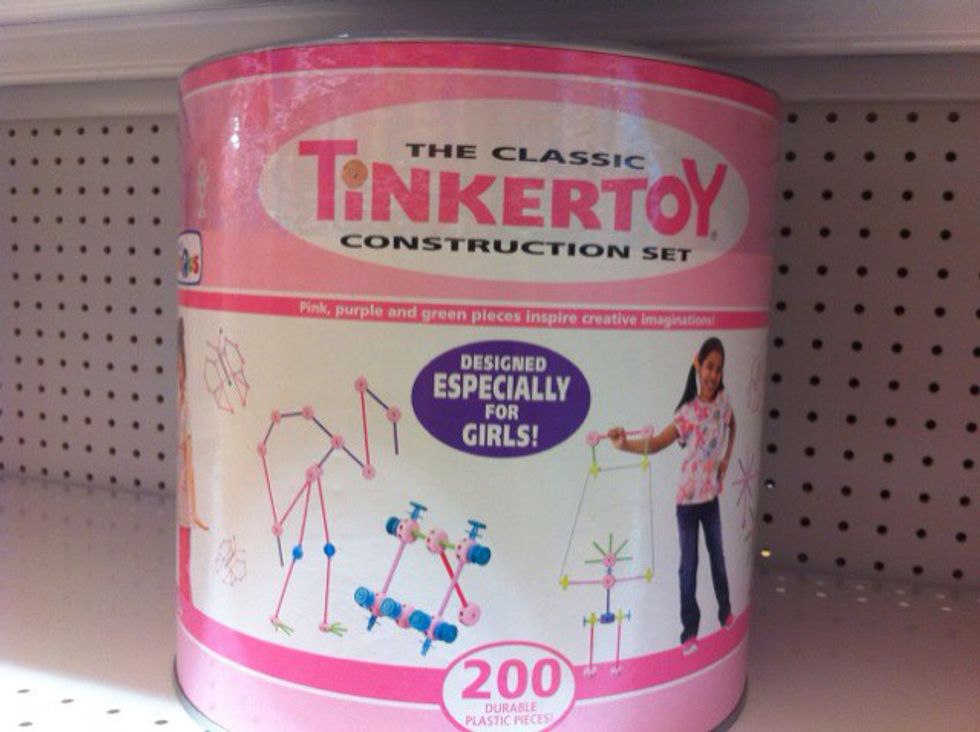 THE CLASSIC
TINKERTOY
CONSTRUCTION SET
Pink, purple and green pieces inspire creative imaginations!
DESIGNED
ESPECIALLY
FOR
GIRLS!
200
DURABLE
PLASTIC PIECES!